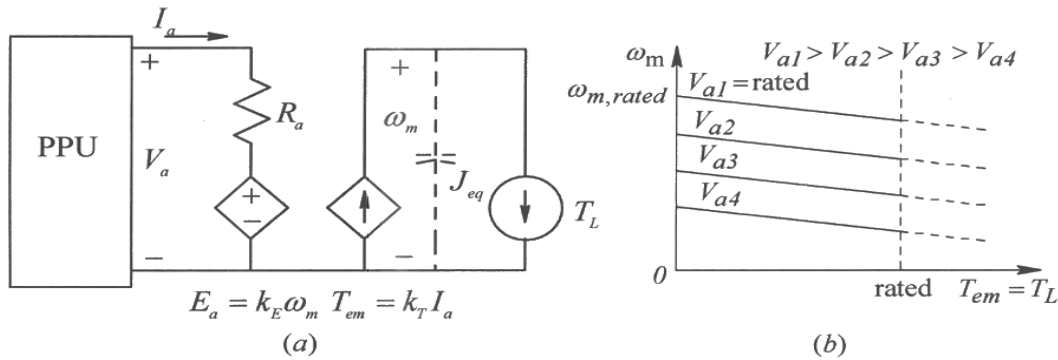 I_a
+
PPU
V_a
−
R_a
+
−
E_a = k_E ω_m
T_em = k_T I_a
+
ω_m
−
J_eq
T_L
(a)
ω_m
V_a1 > V_a2 > V_a3 > V_a4
ω_m,rated
V_a1 = rated
V_a2
V_a3
V_a4
0
rated
T_em = T_L
(b)